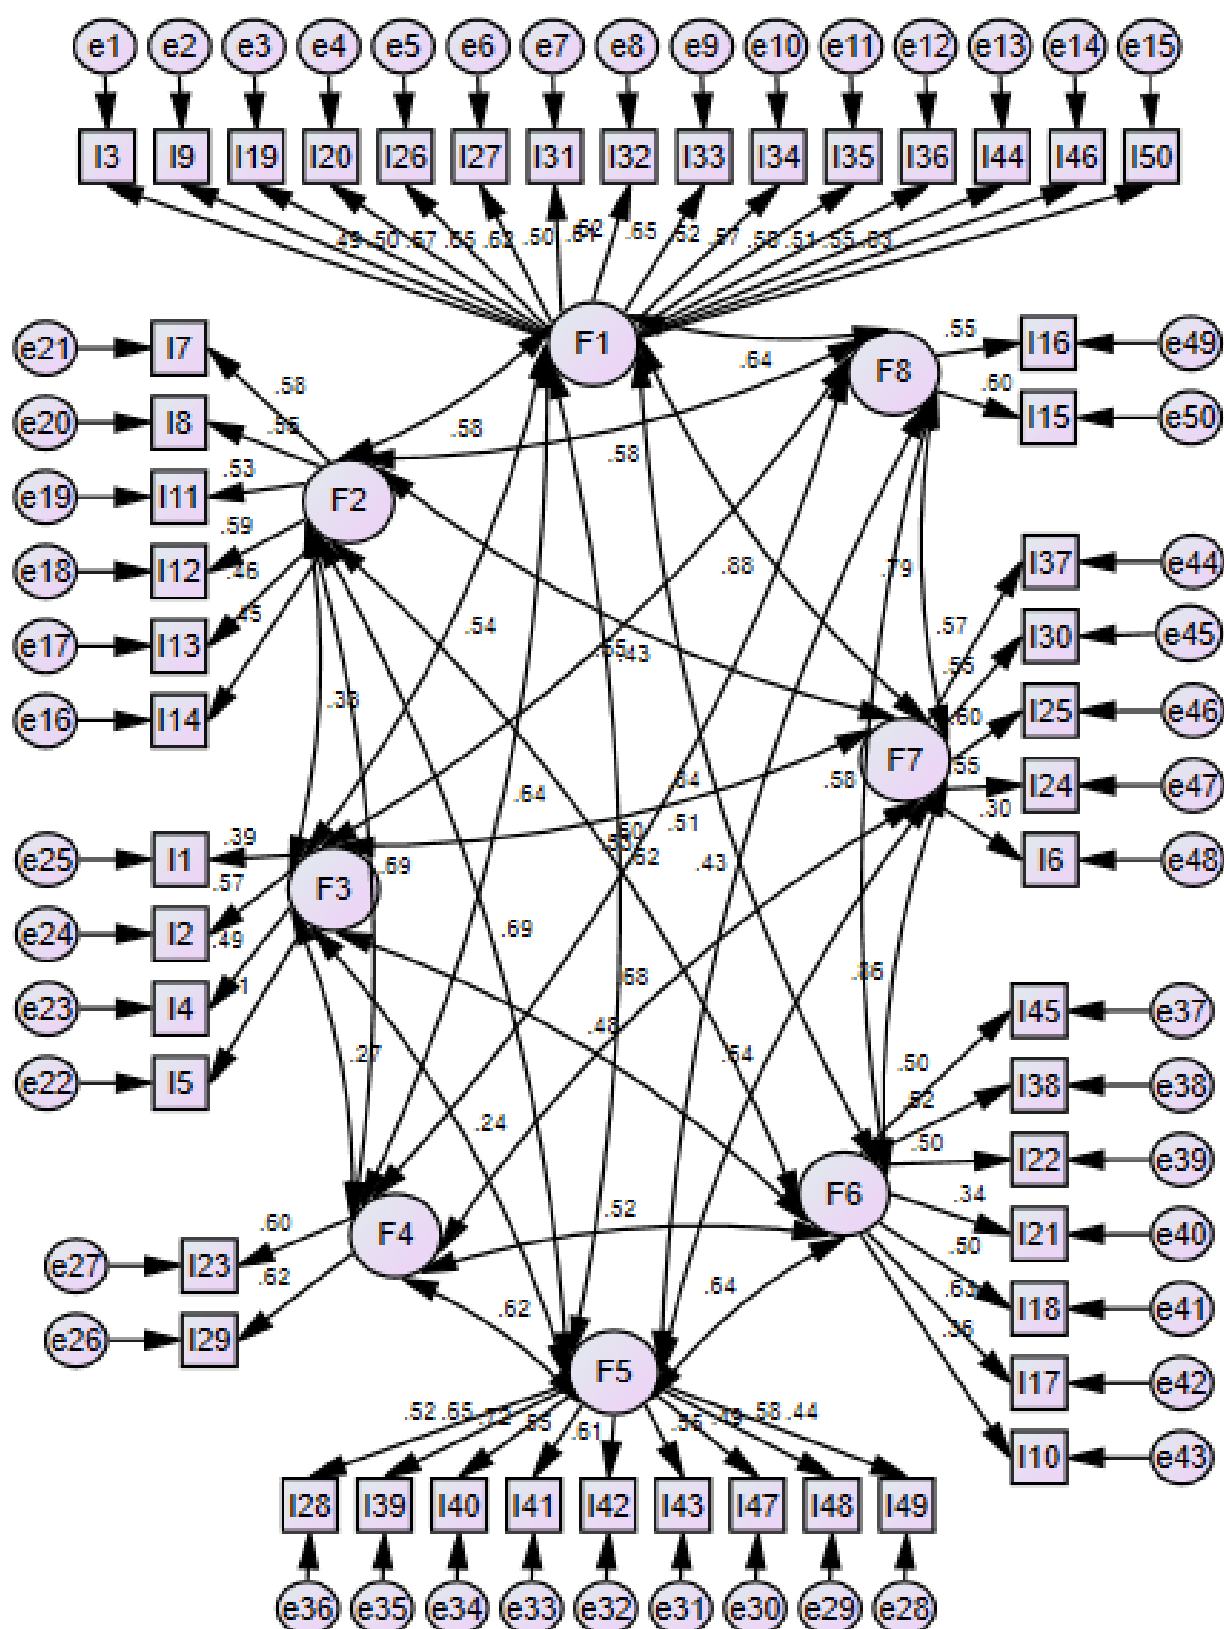 e1 e2 e3 e4 e5 e6 e7 e8 e9 e10 e11 e12 e13 e14 e15
I3 I9 I19 I20 I26 I27 I31 I32 I33 I34 I35 I36 I44 I46 I50
.49 .50 .57 .65 .62 .50 .65 .52 .57 .58 .51 .55 .63
F1
e21 I7
.58
e20 I8
e19 I11
.53
e18 I12
.59
e17 I13
.46
e16 I14
.45
F2
.58
.64
F8
.55
I16 e49
.60
I15 e50
.58
.88
.79
.54
.43
.38
I37 e44
.57
I30 e45
.55
I25 e46
.60
I24 e47
.55
I6 e48
.30
F7
.58
.64
.51
.52
.43
.69
e25 I1
.39
e24 I2
.57
e23 I4
.49
e22 I5
F3
.69
.68
.48
.54
.27
.24
I45 e37
.50
I38 e38
.52
I22 e39
.50
I21 e40
.34
I18 e41
.50
I17 e42
.63
I10 e43
.36
F6
.52
F4
e27 I23
.60
e26 I29
.62
.62
.64
F5
.52 .65 .72 .55 .61 .58 .44
I28 I39 I40 I41 I42 I43 I47 I48 I49
e36 e35 e34 e33 e32 e31 e30 e29 e28